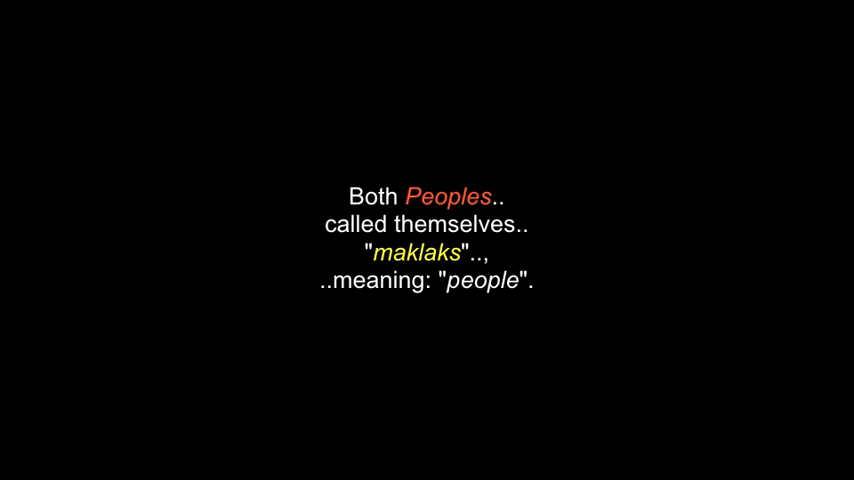 Both Peoples..
called themselves..
"maklaks"..,
..meaning: "people".